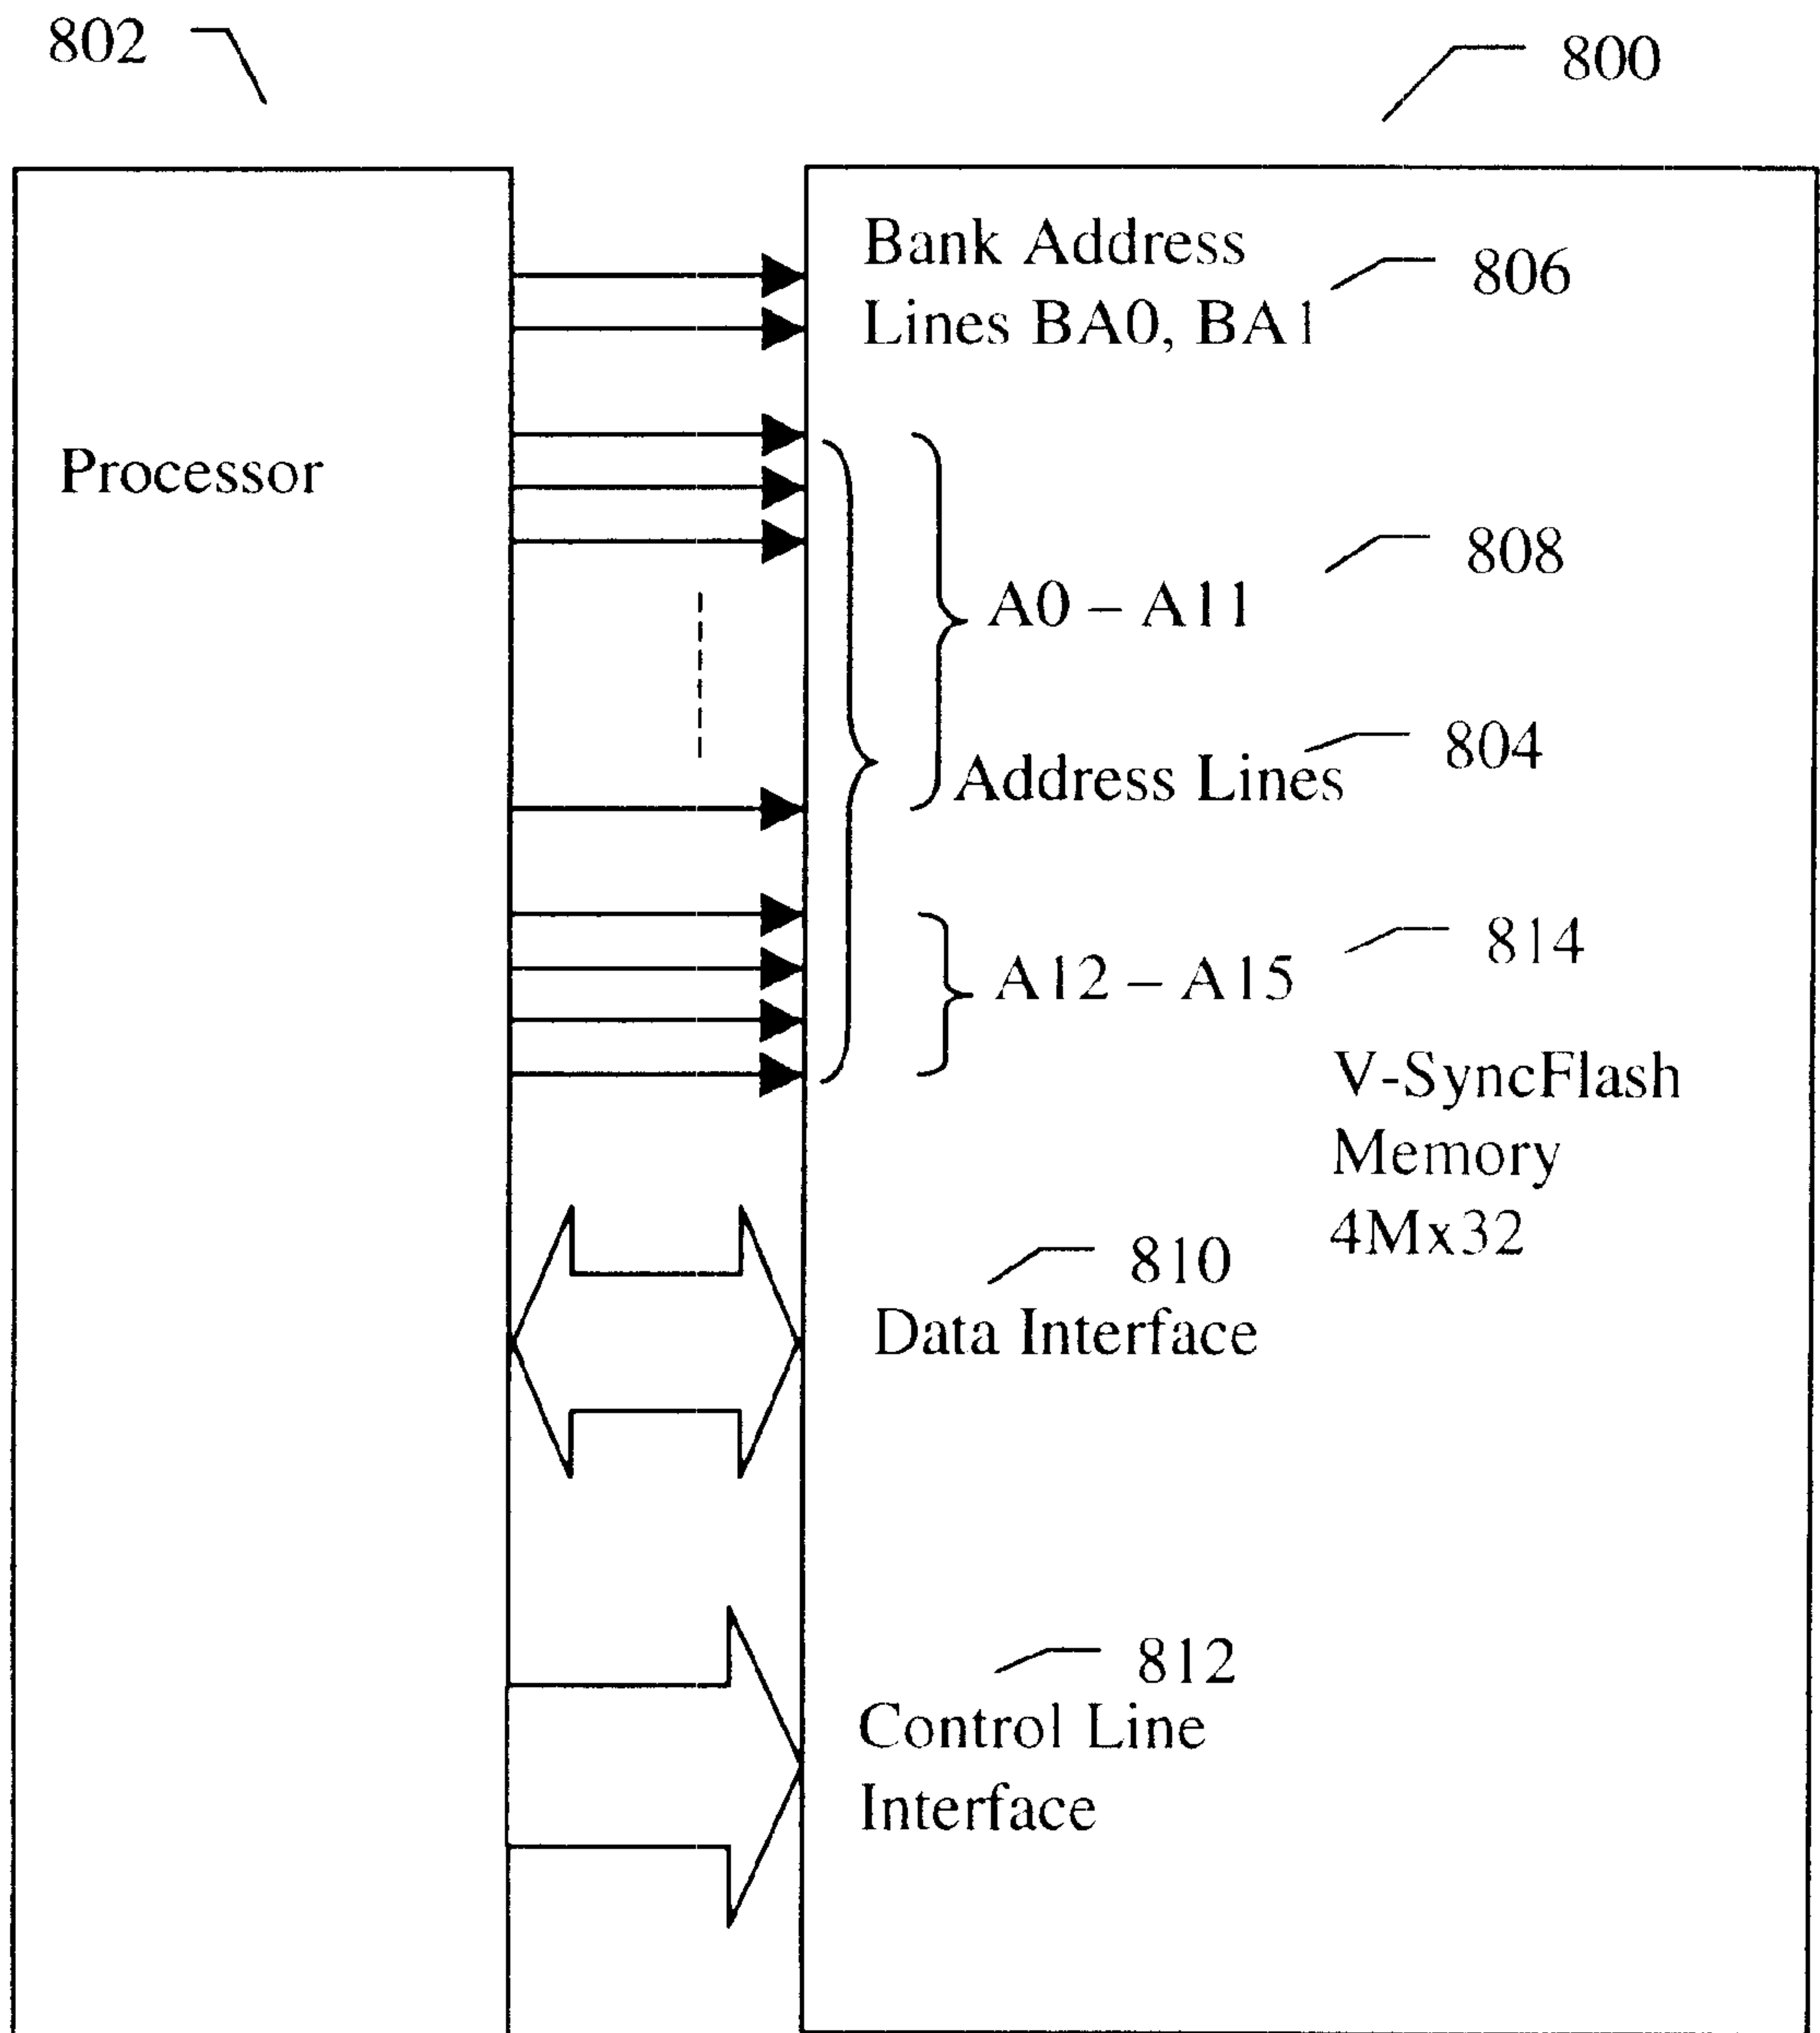 802
800
Bank Address
Lines BA0, BA1
806
Processor
808
A0 – A11
804
Address Lines
814
A12 – A15
V-SyncFlash
Memory
4Mx32
810
Data Interface
812
Control Line
Interface